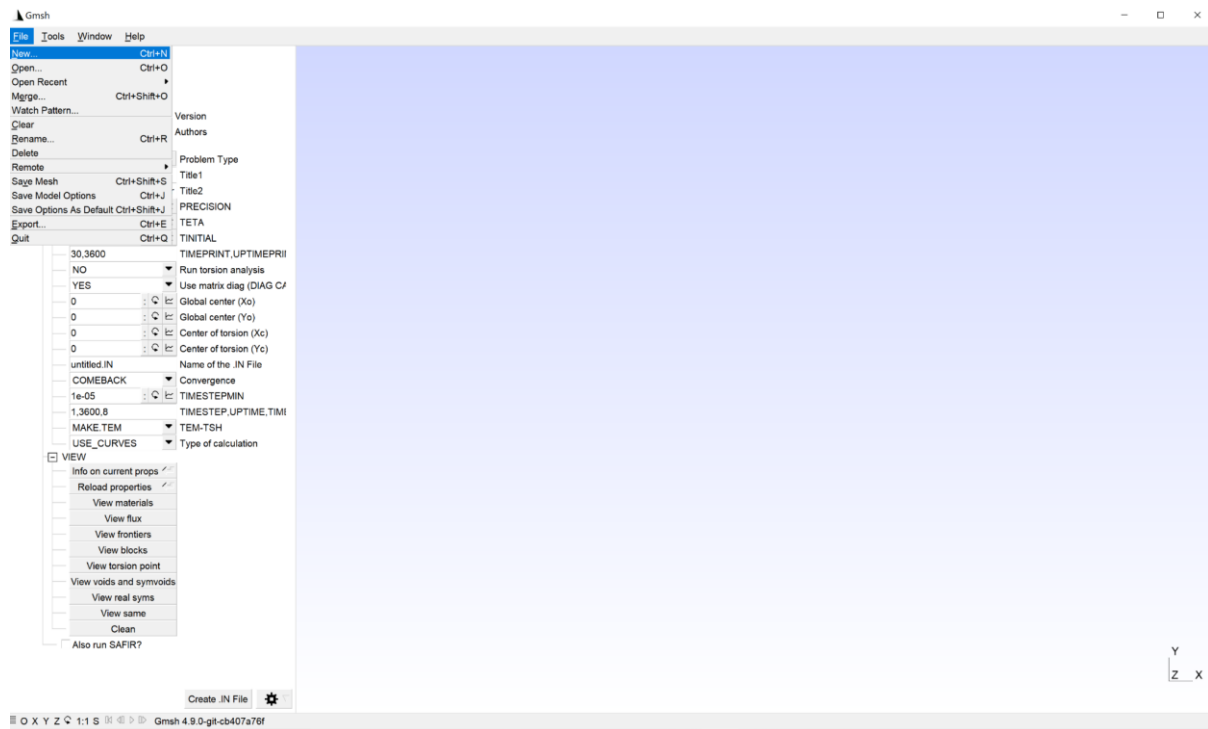 Gmsh
File Tools Window Help
New... Ctrl+N
Open... Ctrl+O
Open Recent
Merge... Ctrl+Shift+O
Watch Pattern...
Clear
Rename... Ctrl+R
Delete
Remote
Save Mesh Ctrl+Shift+S
Save Model Options Ctrl+J
Save Options As Default Ctrl+Shift+J
Export... Ctrl+E
Quit Ctrl+Q
Version
Authors
Problem Type
Title1
Title2
PRECISION
TETA
TINITIAL
30,3600 TIMEPRINT,UPTIMEPRI
NO Run torsion analysis
YES Use matrix diag (DIAG CA
0 Global center (Xo)
0 Global center (Yo)
0 Center of torsion (Xc)
0 Center of torsion (Yc)
untitled.IN Name of the .IN File
COMEBACK Convergence
1e-05 TIMESTEPMIN
1,3600,8 TIMESTEP,UPTIME,TIME
MAKE.TEM TEM-TSH
USE_CURVES Type of calculation
VIEW
Info on current props
Reload properties
View materials
View flux
View frontiers
View blocks
View torsion point
View voids and symvoids
View real syms
View same
Clean
Also run SAFIR?
Create .IN File
Y
Z X
O X Y Z 1:1 S Gmsh 4.9.0-git-cb407a76f